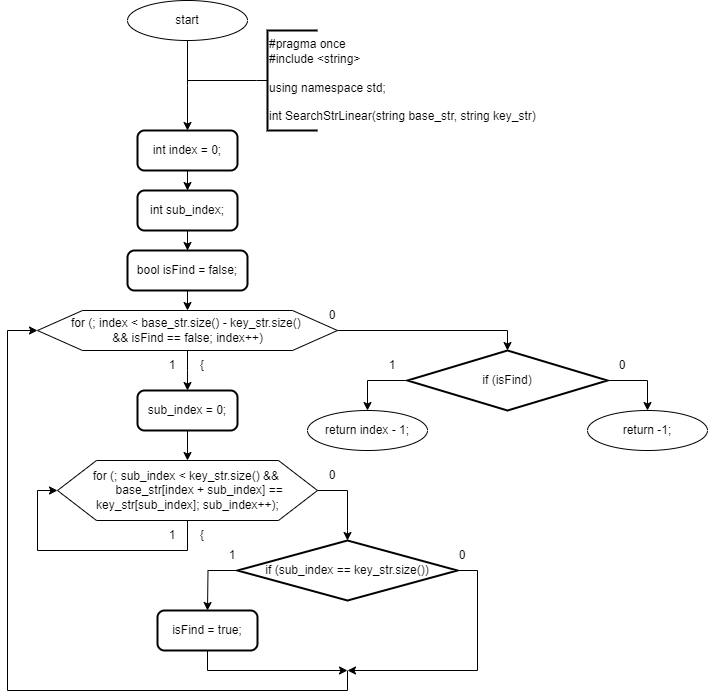 start
#pragma once
#include <string>
using namespace std;
int SearchStrLinear(string base_str, string key_str)
int index = 0;
int sub_index;
bool isFind = false;
for (; index < base_str.size() - key_str.size()
&& isFind == false; index++)
0
1 {
sub_index = 0;
if (isFind)
1
0
return index - 1;
return -1;
for (; sub_index < key_str.size() &&
base_str[index + sub_index] ==
key_str[sub_index]; sub_index++);
0
1 {
if (sub_index == key_str.size())
1
0
isFind = true;